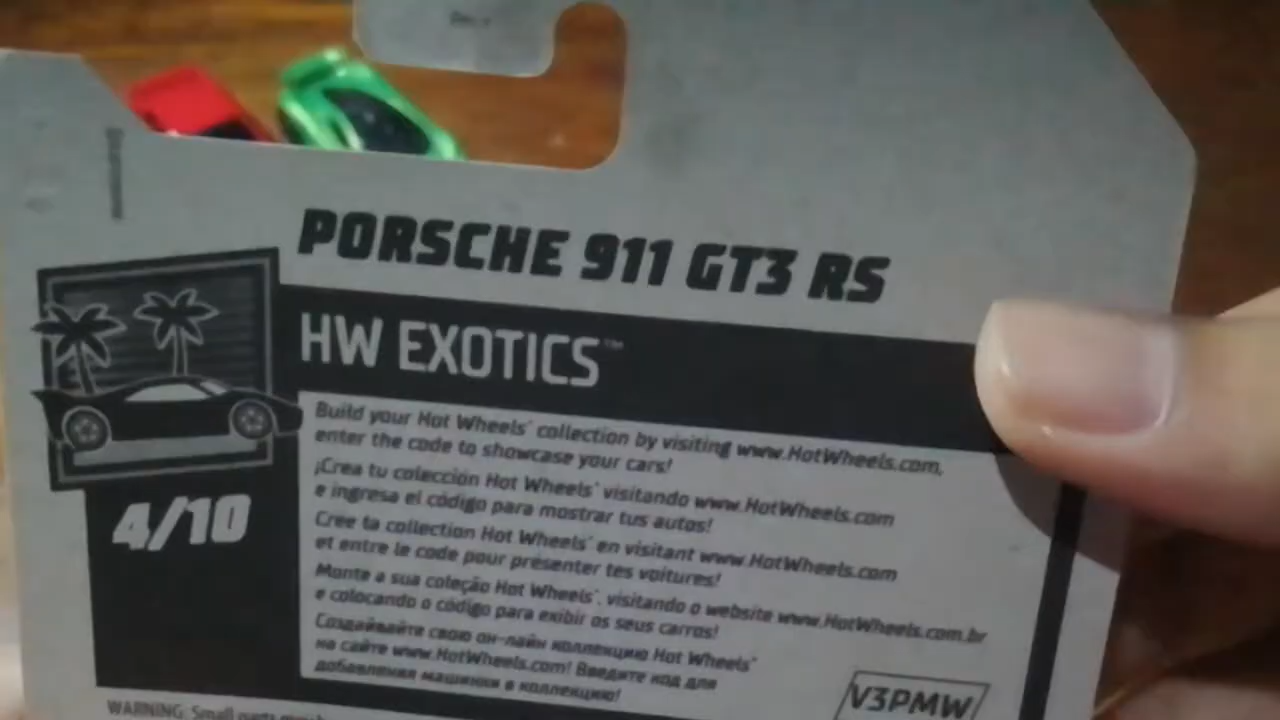 PORSCHE 911 GT3 RS
HW EXOTICS™
4/10
Build your Hot Wheels® collection by visiting www.HotWheels.com,
enter the code to showcase your cars!
¡Crea tu colección Hot Wheels® visitando www.HotWheels.com
e ingresa el código para mostrar tus autos!
Crée ta collection Hot Wheels® en visitant www.HotWheels.com
et entre le code pour présenter tes voitures!
Monte a sua coleção Hot Wheels®, visitando o website www.HotWheels.com.br
e colocando o código para exibir os seus carros!
Создавайте свою он-лайн коллекцию Hot Wheels®
на сайте www.HotWheels.com! Введите код для
добавления машинки в коллекцию!
V3PMW
WARNING: Small parts